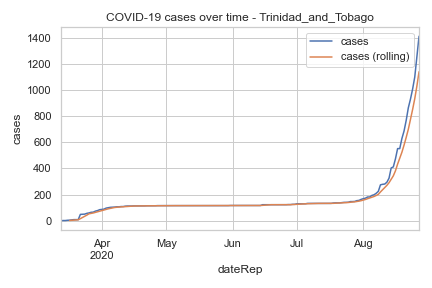 COVID-19 cases over time - Trinidad_and_Tobago
cases
cases (rolling)
1400
1200
1000
800
600
400
200
0
cases
Apr
2020
May
Jun
Jul
Aug
dateRep